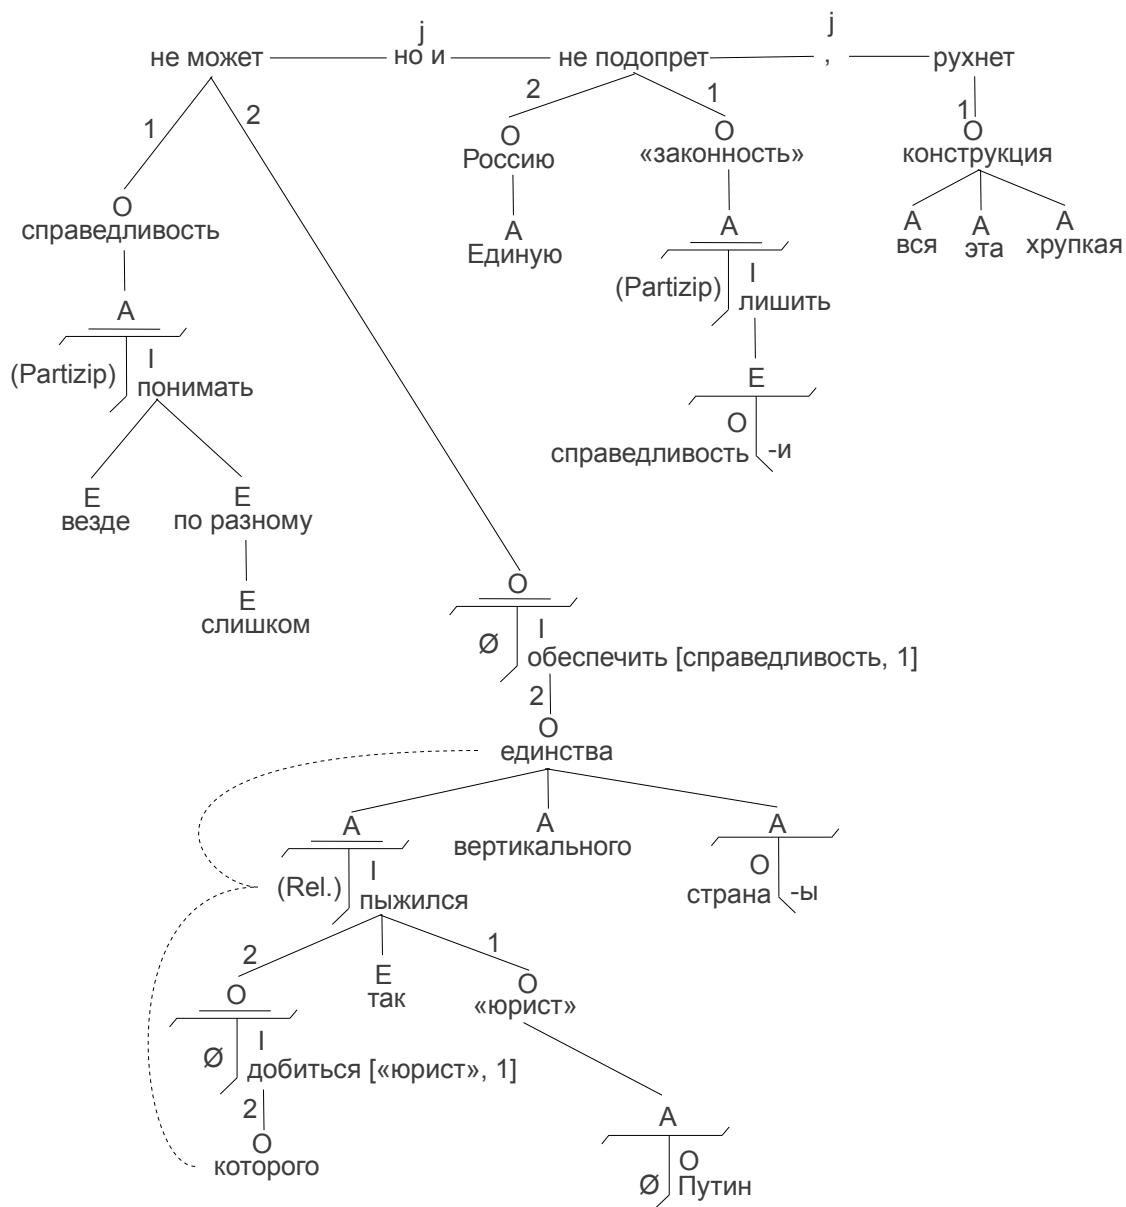 j j
не может но и не подопрет , рухнет
1 2 2 1 1
O O O
Россию «законность» конструкция
O
справедливость
A A A A A
Единую вся эта хрупкая
(Partizip) I
лишить
A
(Partizip) I
понимать
E
O
справедливость -и
E E
везде по разному
E
слишком
O
Ø I
обеспечить [справедливость, 1]
2
O
единства
A A A
вертикального
(Rel.) I O
пыжился страна -ы
2 1
E O
так «юрист»
O
Ø I
добиться [«юрист», 1]
2
O
которого
A
Ø O
Путин